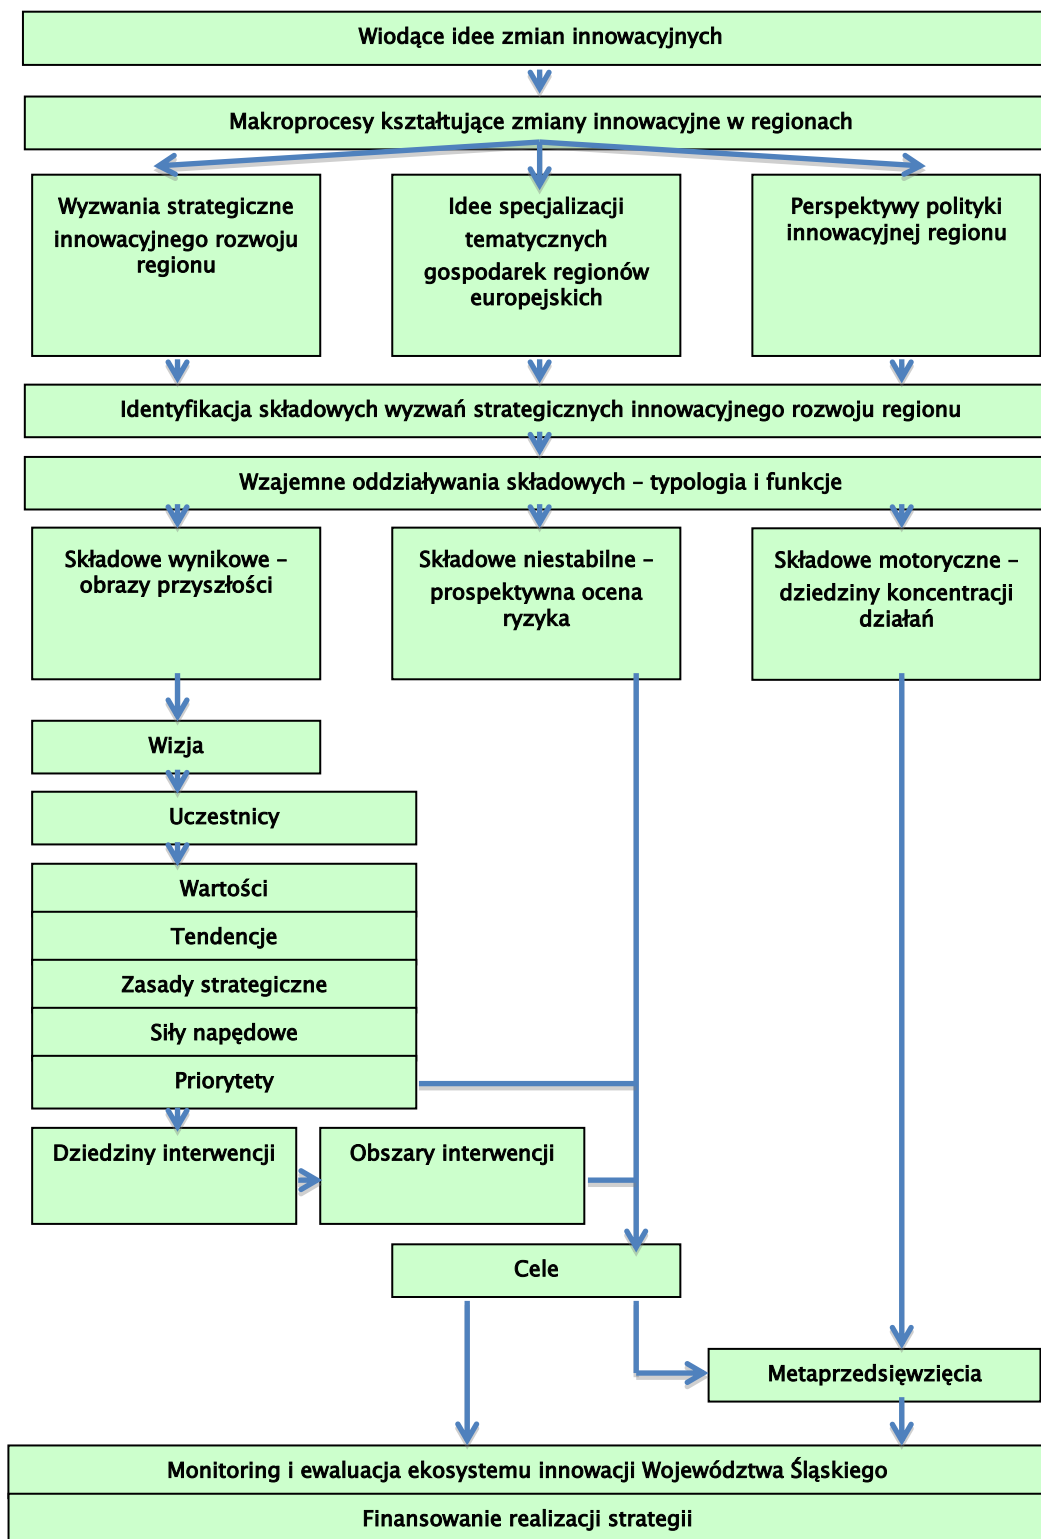 Wiodące idee zmian innowacyjnych
Makroprocesy kształtujące zmiany innowacyjne w regionach
Wyzwania strategiczne
innowacyjnego rozwoju
regionu
Idee specjalizacji
tematycznych
gospodarek regionów
europejskich
Perspektywy polityki
innowacyjnej regionu
Identyfikacja składowych wyzwań strategicznych innowacyjnego rozwoju regionu
Wzajemne oddziaływania składowych – typologia i funkcje
Składowe wynikowe –
obrazy przyszłości
Składowe niestabilne –
prospektywna ocena
ryzyka
Składowe motoryczne –
dziedziny koncentracji
działań
Wizja
Uczestnicy
Wartości
Tendencje
Zasady strategiczne
Siły napędowe
Priorytety
Dziedziny interwencji
Obszary interwencji
Cele
Metaprzedsięwzięcia
Monitoring i ewaluacja ekosystemu innowacji Województwa Śląskiego
Finansowanie realizacji strategii